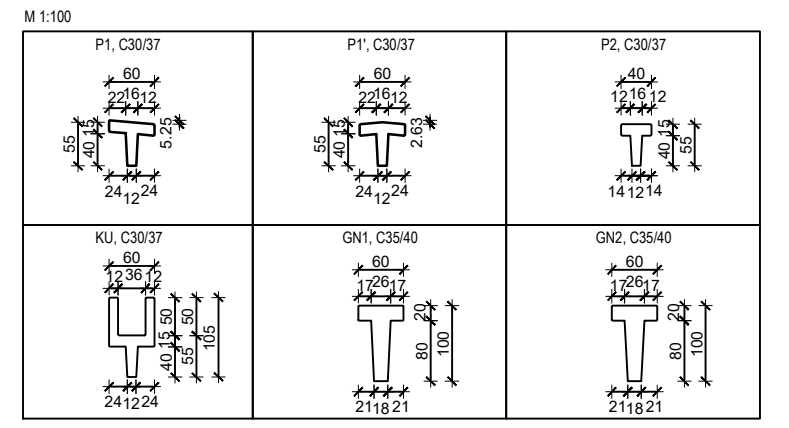 M 1:100
P1, C30/37
60
22 16 12
55
40 15
5.25
24 12 24
P1', C30/37
60
22 16 12
55
40 15
2.63
24 12 24
P2, C30/37
40
12 16 12
40 15
55
14 12 14
KU, C30/37
60
12 36 12
40 15 50
55 50
105
24 12 24
GN1, C35/40
60
17 26 17
80 20
100
21 18 21
GN2, C35/40
60
17 26 17
80 20
100
21 18 21